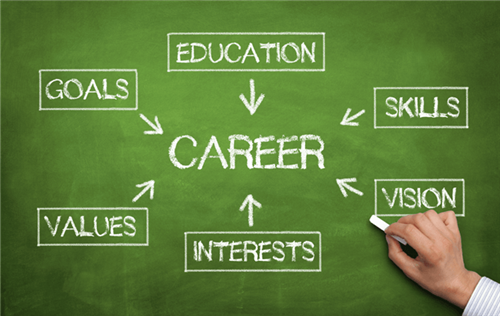 EDUCATION
GOALS
SKILLS
CAREER
VALUES
VISION
INTERESTS